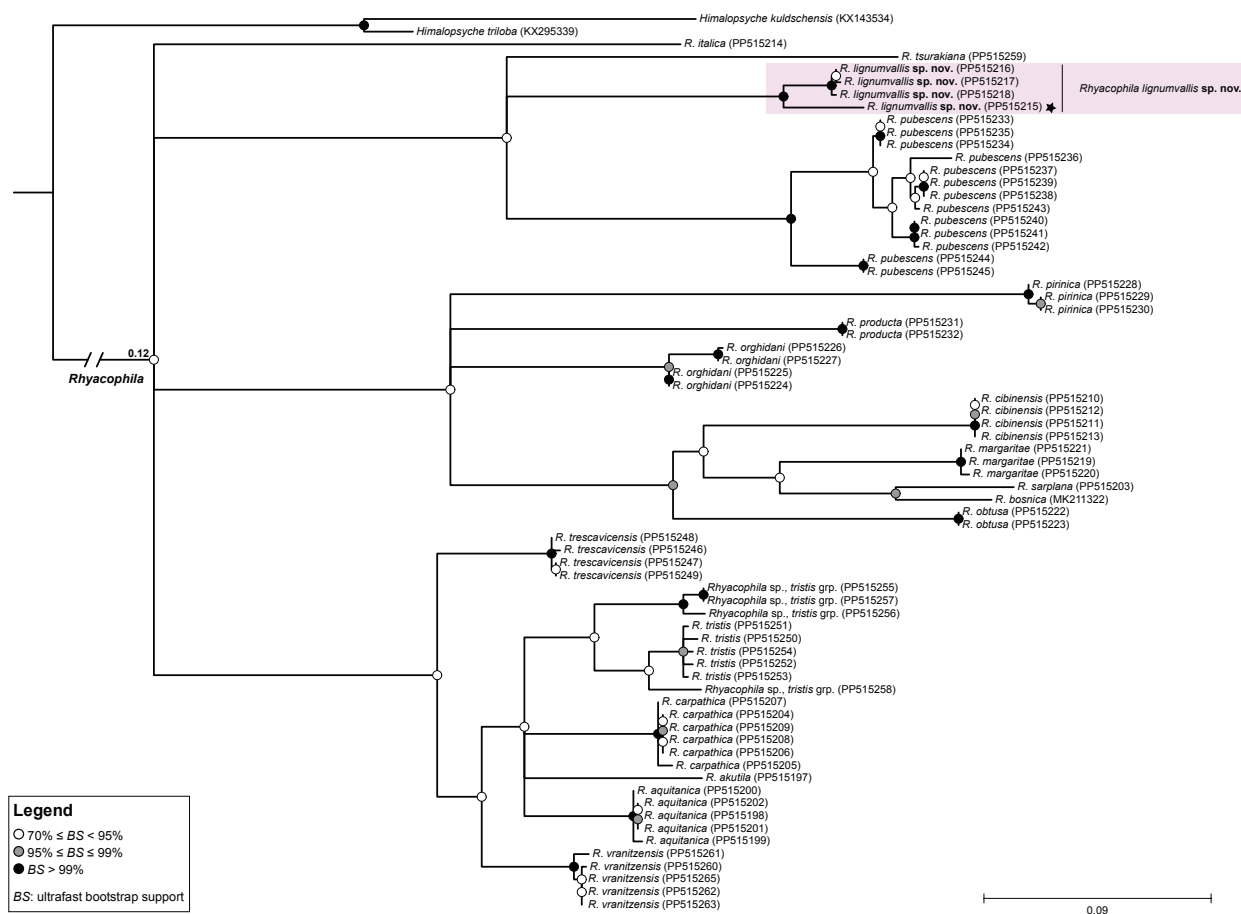 Himalopsyche kuldschensis (KX143534)
Himalopsyche triloba (KX295339)
R. italica (PP515214)
R. tsurakiana (PP515259)
R. lignumvallis sp. nov. (PP515216)
R. lignumvallis sp. nov. (PP515217)
Rhyacophila lignumvallis sp. nov.
R. lignumvallis sp. nov. (PP515218)
R. lignumvallis sp. nov. (PP515215)
R. pubescens (PP515233)
R. pubescens (PP515235)
R. pubescens (PP515234)
R. pubescens (PP515236)
R. pubescens (PP515237)
R. pubescens (PP515239)
R. pubescens (PP515238)
R. pubescens (PP515243)
R. pubescens (PP515240)
R. pubescens (PP515241)
R. pubescens (PP515242)
R. pubescens (PP515244)
R. pubescens (PP515245)
R. pirinica (PP515228)
R. pirinica (PP515229)
R. pirinica (PP515230)
R. producta (PP515231)
R. producta (PP515232)
R. orghidani (PP515226)
0.12
R. orghidani (PP515227)
Rhyacophila
R. orghidani (PP515225)
R. orghidani (PP515224)
R. cibinensis (PP515210)
R. cibinensis (PP515212)
R. cibinensis (PP515211)
R. cibinensis (PP515213)
R. margaritae (PP515221)
R. margaritae (PP515219)
R. margaritae (PP515220)
R. sarplana (PP515203)
R. bosnica (MK211322)
R. obtusa (PP515222)
R. obtusa (PP515223)
R. trescavicensis (PP515248)
R. trescavicensis (PP515246)
R. trescavicensis (PP515247)
R. trescavicensis (PP515249)
Rhyacophila sp., tristis grp. (PP515255)
Rhyacophila sp., tristis grp. (PP515257)
Rhyacophila sp., tristis grp. (PP515256)
R. tristis (PP515251)
R. tristis (PP515250)
R. tristis (PP515254)
R. tristis (PP515252)
R. tristis (PP515253)
Rhyacophila sp., tristis grp. (PP515258)
R. carpathica (PP515207)
R. carpathica (PP515204)
R. carpathica (PP515209)
R. carpathica (PP515208)
R. carpathica (PP515206)
R. carpathica (PP515205)
R. akutila (PP515197)
R. aquitanica (PP515200)
R. aquitanica (PP515202)
R. aquitanica (PP515198)
R. aquitanica (PP515201)
R. aquitanica (PP515199)
R. vranitzensis (PP515261)
R. vranitzensis (PP515260)
R. vranitzensis (PP515265)
R. vranitzensis (PP515262)
R. vranitzensis (PP515263)
Legend
70% ≤ BS < 95%
95% ≤ BS ≤ 99%
BS > 99%
BS: ultrafast bootstrap support
0.09